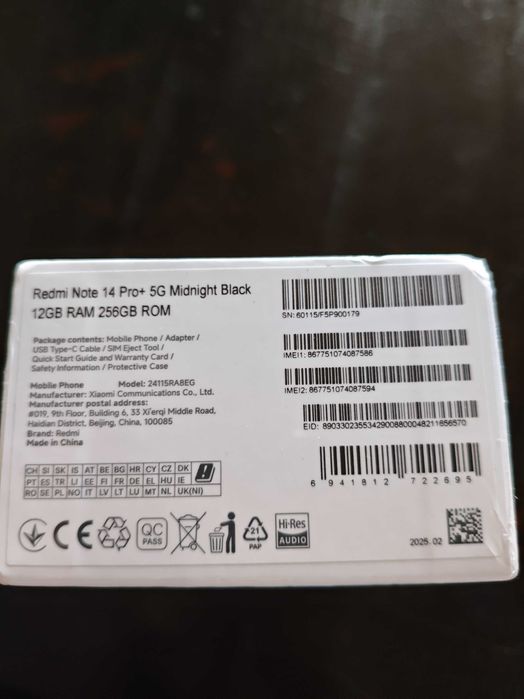 Redmi Note 14 Pro+ 5G Midnight Black
12GB RAM 256GB ROM
Package contents: Mobile Phone / Adapter /
USB Type-C Cable / SIM Eject Tool /
Quick Start Guide and Warranty Card /
Safety Information / Protective Case
Mobile Phone Model: 24115RA8EG
Manufacturer: Xiaomi Communications Co., Ltd.
Manufacturer postal address:
#019, 9th Floor, Building 6, 33 Xi'erqi Middle Road,
Haidian District, Beijing, China, 100085
Brand: Redmi
Made in China
CH SI SK IS AT BE BG HR CY CZ DK
PT ES TR LI EE FI FR DE EL HU IE
RO SE PL NO IT LV LT LU MT NL UK(NI)
CE
QC
PASS
21
PAP
Hi-Res
AUDIO
SN: 60115/F5P900179
IMEI1: 867751074087586
IMEI2: 867751074087594
EID: 89033023553429008800048211656570
6 941812 722695
2025. 02